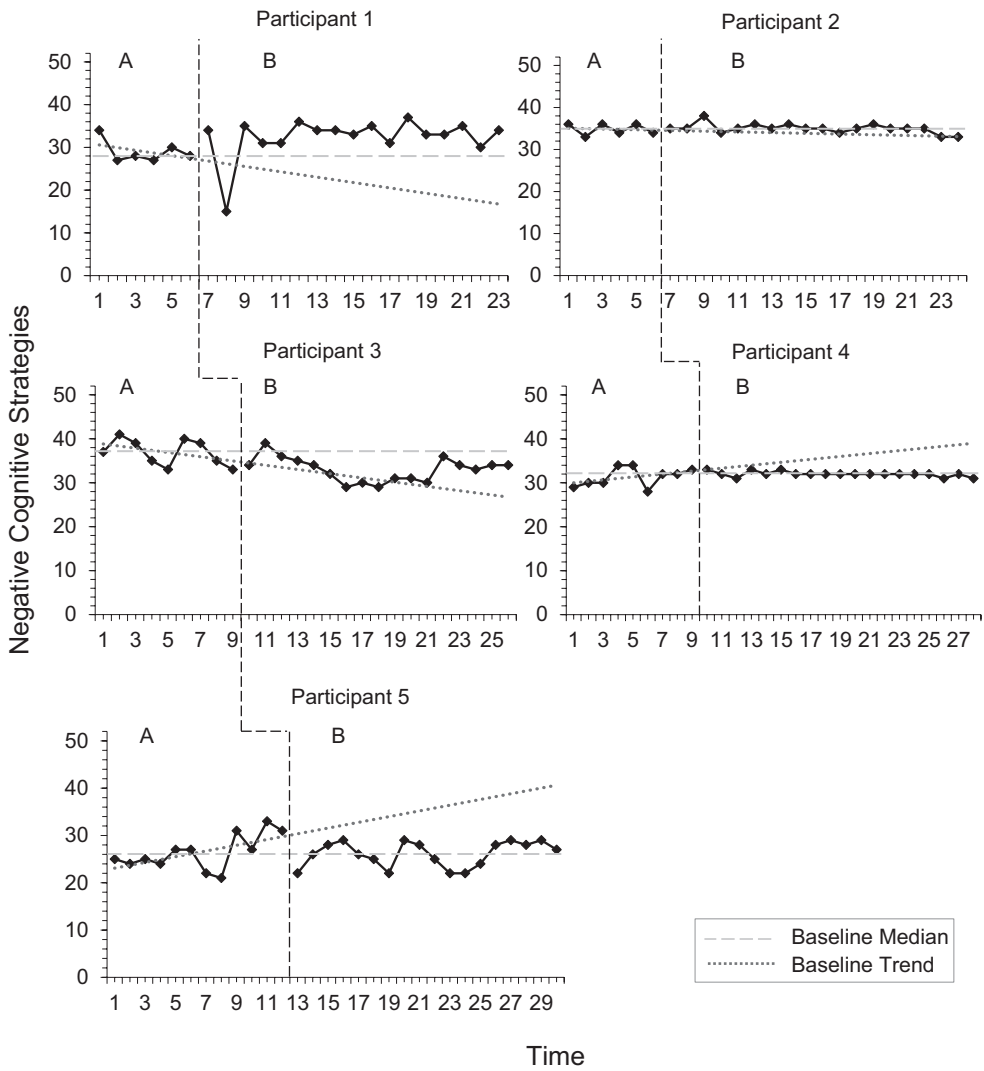 Participant 1
Participant 2
A B
A B
50
40
30
20
10
0
1 3 5 7 9 11 13 15 17 19 21 23
50
40
30
20
10
0
1 3 5 7 9 11 13 15 17 19 21 23
Negative Cognitive Strategies
Participant 3
Participant 4
A B
A B
50
40
30
20
10
0
1 3 5 7 9 11 13 15 17 19 21 23 25
50
40
30
20
10
0
1 3 5 7 9 11 13 15 17 19 21 23 25 27
Participant 5
A B
50
40
30
20
10
0
1 3 5 7 9 11 13 15 17 19 21 23 25 27 29
Baseline Median
Baseline Trend
Time